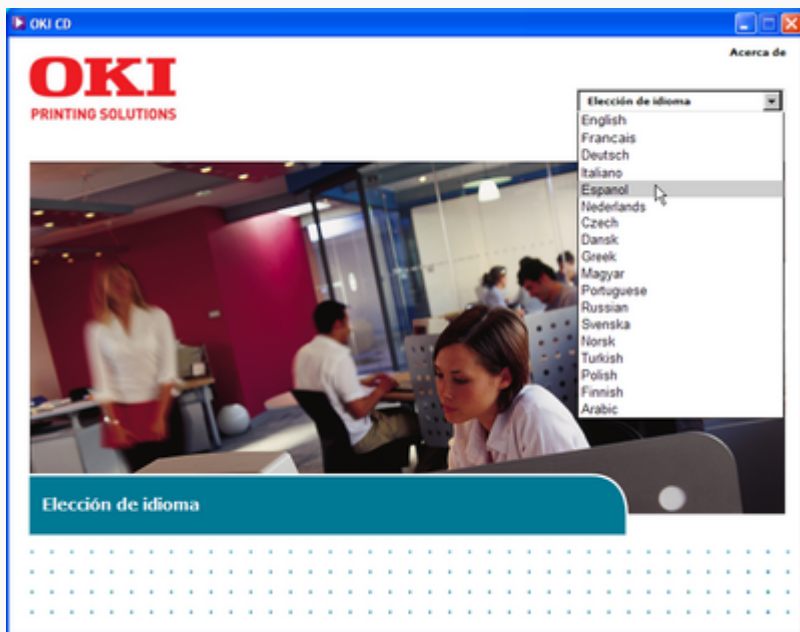 OKI CD
Acerca de
OKI
PRINTING SOLUTIONS
Elección de idioma
English
Francais
Deutsch
Italiano
Espanol
Nederlands
Czech
Dansk
Greek
Magyar
Portuguese
Russian
Svenska
Norsk
Turkish
Polish
Finnish
Arabic
Elección de idioma